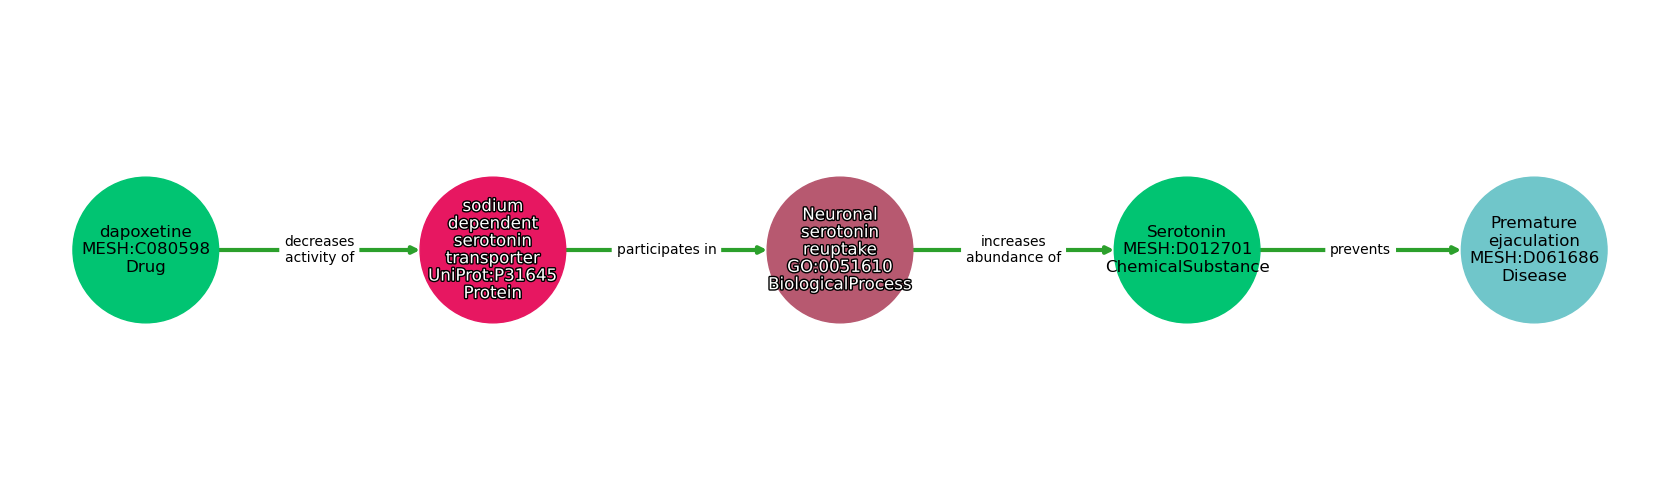 dapoxetine
MESH:C080598
Drug
decreases
activity of
sodium
dependent
serotonin
transporter
UniProt:P31645
Protein
participates in
Neuronal
serotonin
reuptake
GO:0051610
BiologicalProcess
increases
abundance of
Serotonin
MESH:D012701
ChemicalSubstance
prevents
Premature
ejaculation
MESH:D061686
Disease